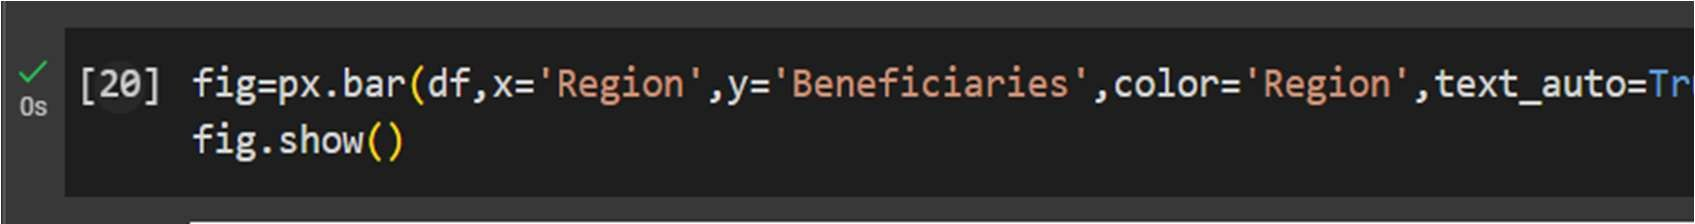 [20] fig=px.bar(df,x='Region',y='Beneficiaries',color='Region',text_auto=Tr
0s
fig.show()